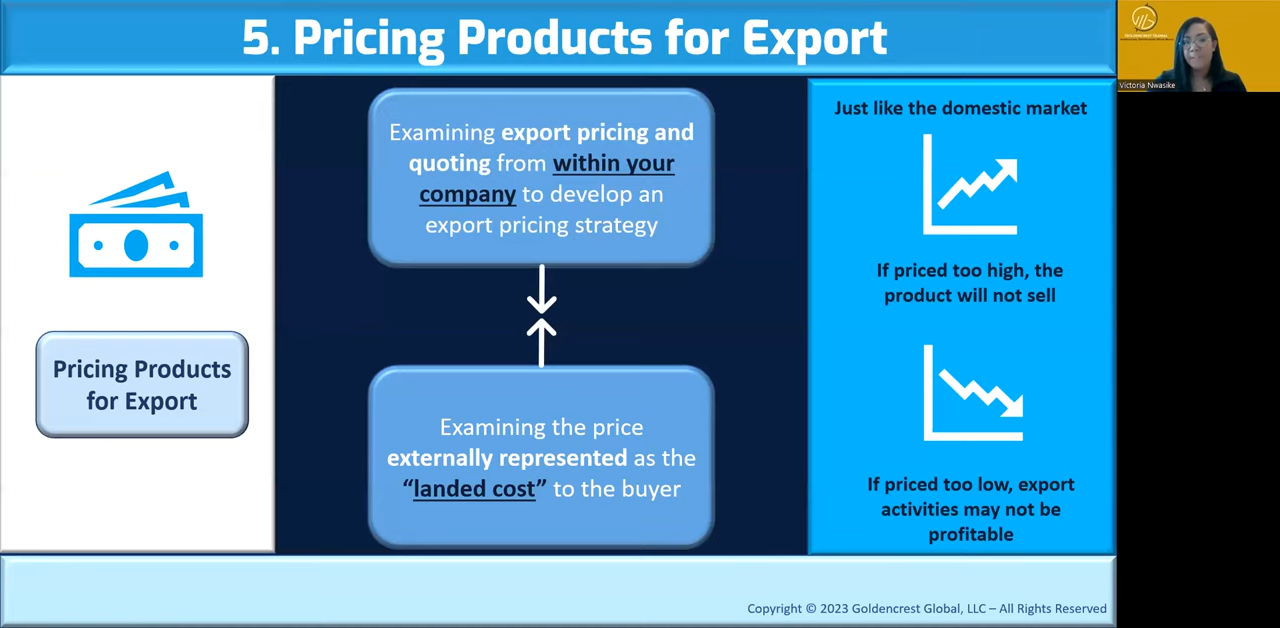 5. Pricing Products for Export
Pricing Products
for Export
Examining export pricing and
quoting from within your
company to develop an
export pricing strategy
Examining the price
externally represented as the
“landed cost” to the buyer
Just like the domestic market
If priced too high, the
product will not sell
If priced too low, export
activities may not be
profitable
Copyright © 2023 Goldencrest Global, LLC – All Rights Reserved
Victoria Nwasike